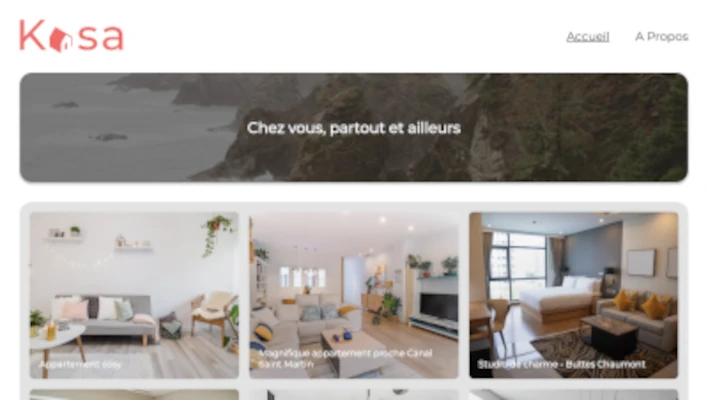 Kasa
Accueil
A Propos
Chez vous, partout et ailleurs
Appartement cosy
Magnifique appartement proche Canal
Saint Martin
Studio de charme - Buttes Chaumont